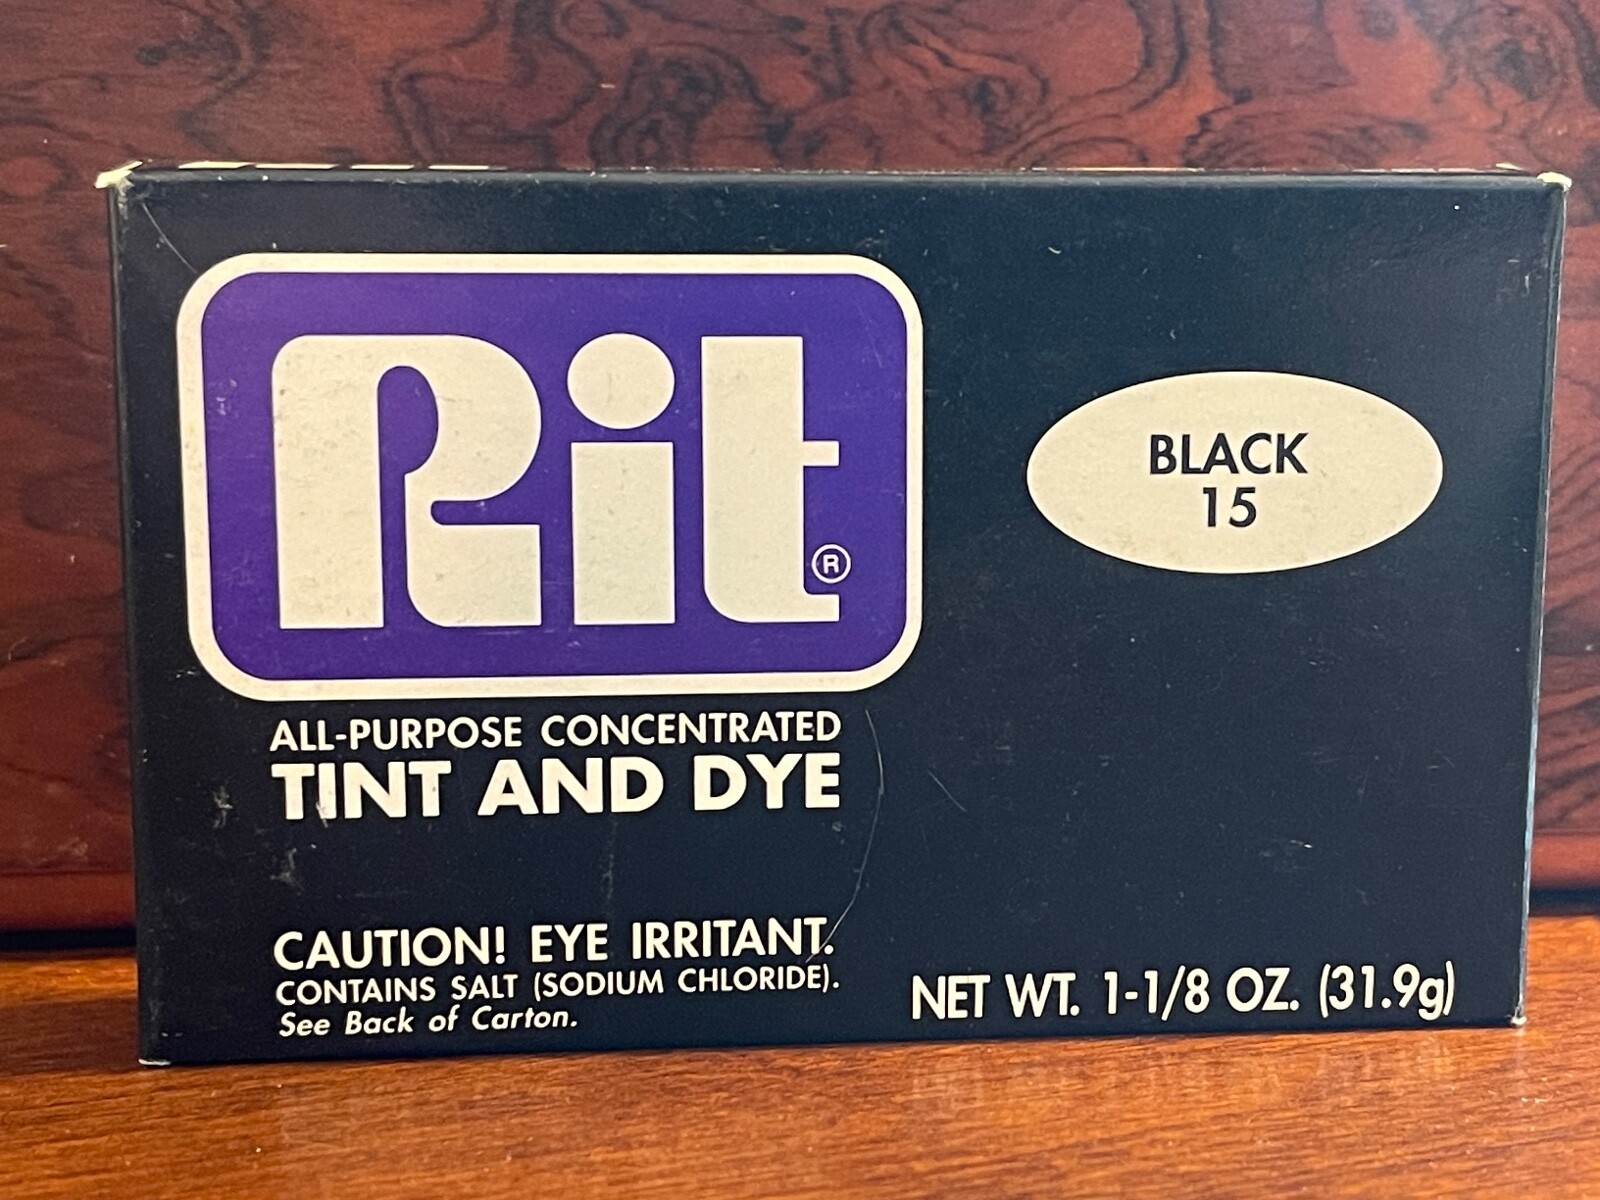 Rit®
ALL-PURPOSE CONCENTRATED
TINT AND DYE
BLACK
15
CAUTION! EYE IRRITANT.
CONTAINS SALT (SODIUM CHLORIDE).
See Back of Carton.
NET WT. 1-1/8 OZ. (31.9g)